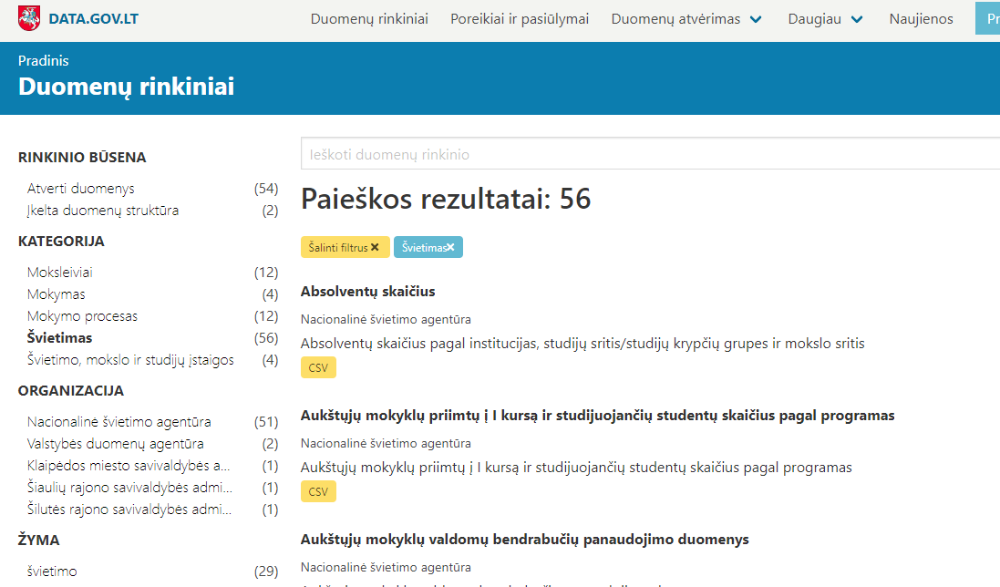 DATA.GOV.LT
Duomenų rinkiniai
Poreikiai ir pasiūlymai
Duomenų atvėrimas
Daugiau
Naujienos
Pr
Pradinis
Duomenų rinkiniai
RINKINIO BŪSENA
Atverti duomenys (54)
Įkelta duomenų struktūra (2)
KATEGORIJA
Moksleiviai (12)
Mokymas (4)
Mokymo procesas (12)
Švietimas (56)
Švietimo, mokslo ir studijų įstaigos (4)
ORGANIZACIJA
Nacionalinė švietimo agentūra (51)
Valstybės duomenų agentūra (2)
Klaipėdos miesto savivaldybės a... (1)
Šiaulių rajono savivaldybės admi... (1)
Šilutės rajono savivaldybės admi... (1)
ŽYMA
švietimo (29)
Ieškoti duomenų rinkinio
Paieškos rezultatai: 56
Šalinti filtrus ✕
Švietimas✕
Absolventų skaičius
Nacionalinė švietimo agentūra
Absolventų skaičius pagal institucijas, studijų sritis/studijų krypčių grupes ir mokslo sritis
CSV
Aukštųjų mokyklų priimtų į I kursą ir studijuojančių studentų skaičius pagal programas
Nacionalinė švietimo agentūra
Aukštųjų mokyklų priimtų į I kursą ir studijuojančių studentų skaičius pagal programas
CSV
Aukštųjų mokyklų valdomų bendrabučių panaudojimo duomenys
Nacionalinė švietimo agentūra